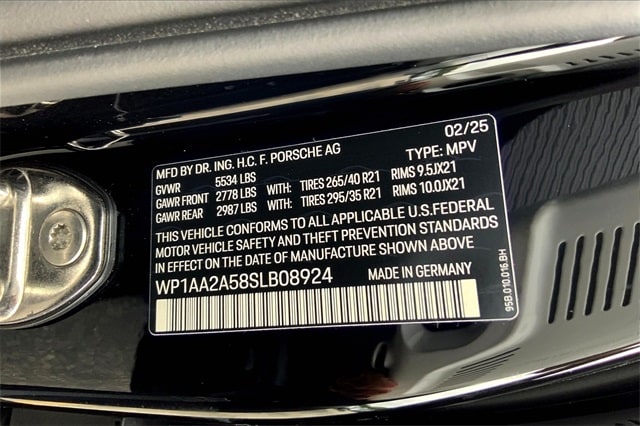 MFD BY DR. ING. H.C. F. PORSCHE AG 02/25
GVWR 5534 LBS TYPE: MPV
GAWR FRONT 2778 LBS WITH: TIRES 265/40 R21 RIMS 9.5JX21
GAWR REAR 2987 LBS WITH: TIRES 295/35 R21 RIMS 10.0JX21
THIS VEHICLE CONFORMS TO ALL APPLICABLE U.S.FEDERAL
MOTOR VEHICLE SAFETY AND THEFT PREVENTION STANDARDS
IN EFFECT ON THE DATE OF MANUFACTURE SHOWN ABOVE
WP1AA2A58SLB08924 MADE IN GERMANY
95B.010.016.BH